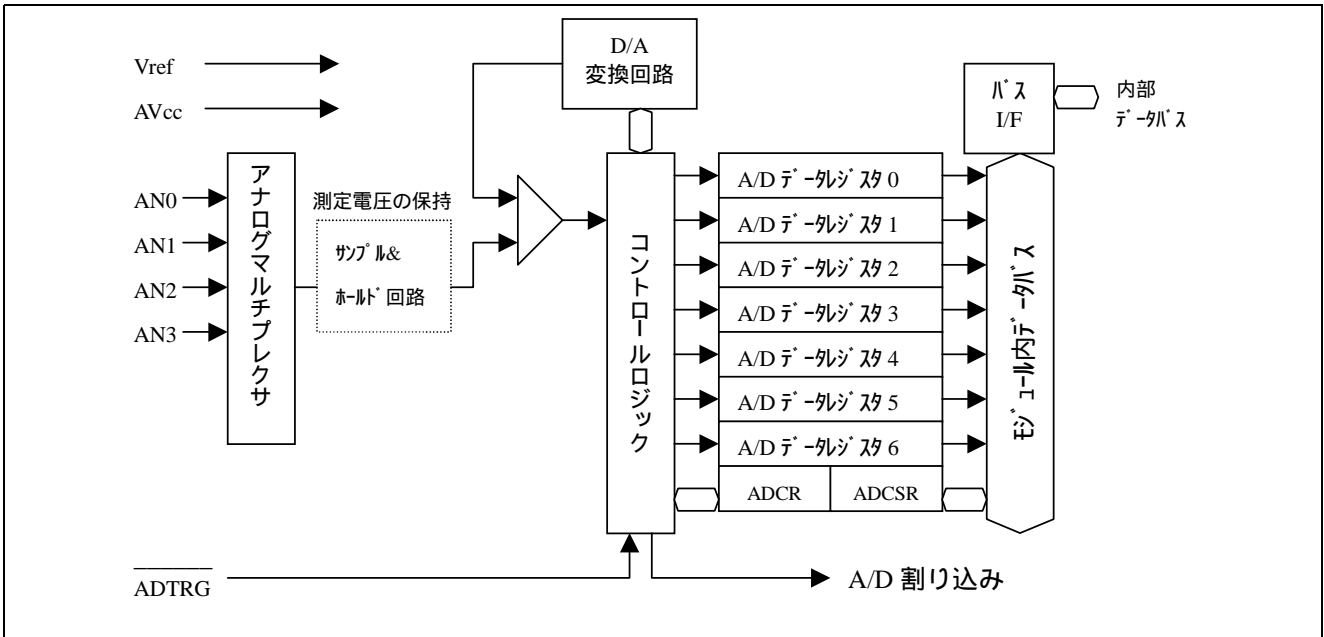 Vref
AVcc
AN0
AN1
AN2
AN3
アナログマルチプレクサ
測定電圧の保持
ｻﾝﾌﾟﾙ&
ﾎｰﾙﾄﾞ回路
D/A
変換回路
コントロールロジック
A/D ﾃﾞｰﾀﾚｼﾞｽﾀ 0
A/D ﾃﾞｰﾀﾚｼﾞｽﾀ 1
A/D ﾃﾞｰﾀﾚｼﾞｽﾀ 2
A/D ﾃﾞｰﾀﾚｼﾞｽﾀ 3
A/D ﾃﾞｰﾀﾚｼﾞｽﾀ 4
A/D ﾃﾞｰﾀﾚｼﾞｽﾀ 5
A/D ﾃﾞｰﾀﾚｼﾞｽﾀ 6
ADCR
ADCSR
ﾊﾞｽ
I/F
内部
ﾃﾞｰﾀﾊﾞｽ
ﾓｼﾞｭｰﾙ内ﾃﾞｰﾀﾊﾞｽ
ADTRG
A/D 割り込み